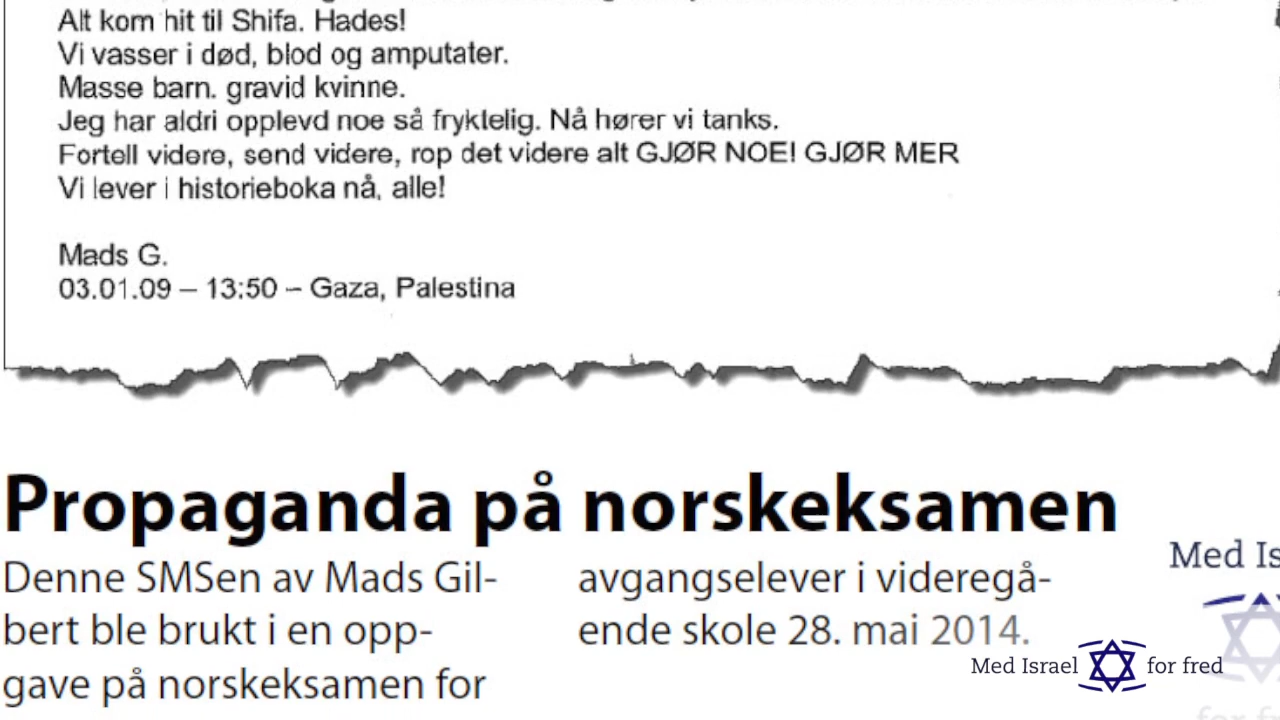 Alt kom hit til Shifa. Hades!
Vi vasser i død, blod og amputater.
Masse barn. gravid kvinne.
Jeg har aldri opplevd noe så fryktelig. Nå hører vi tanks.
Fortell videre, send videre, rop det videre alt GJØR NOE! GJØR MER
Vi lever i historieboka nå, alle!
Mads G.
03.01.09 – 13:50 – Gaza, Palestina
Propaganda på norskeksamen
Denne SMSen av Mads Gil-
bert ble brukt i en opp-
gave på norskeksamen for
avgangselever i videregå-
ende skole 28. mai 2014.
Med Is
Med Israel for fred